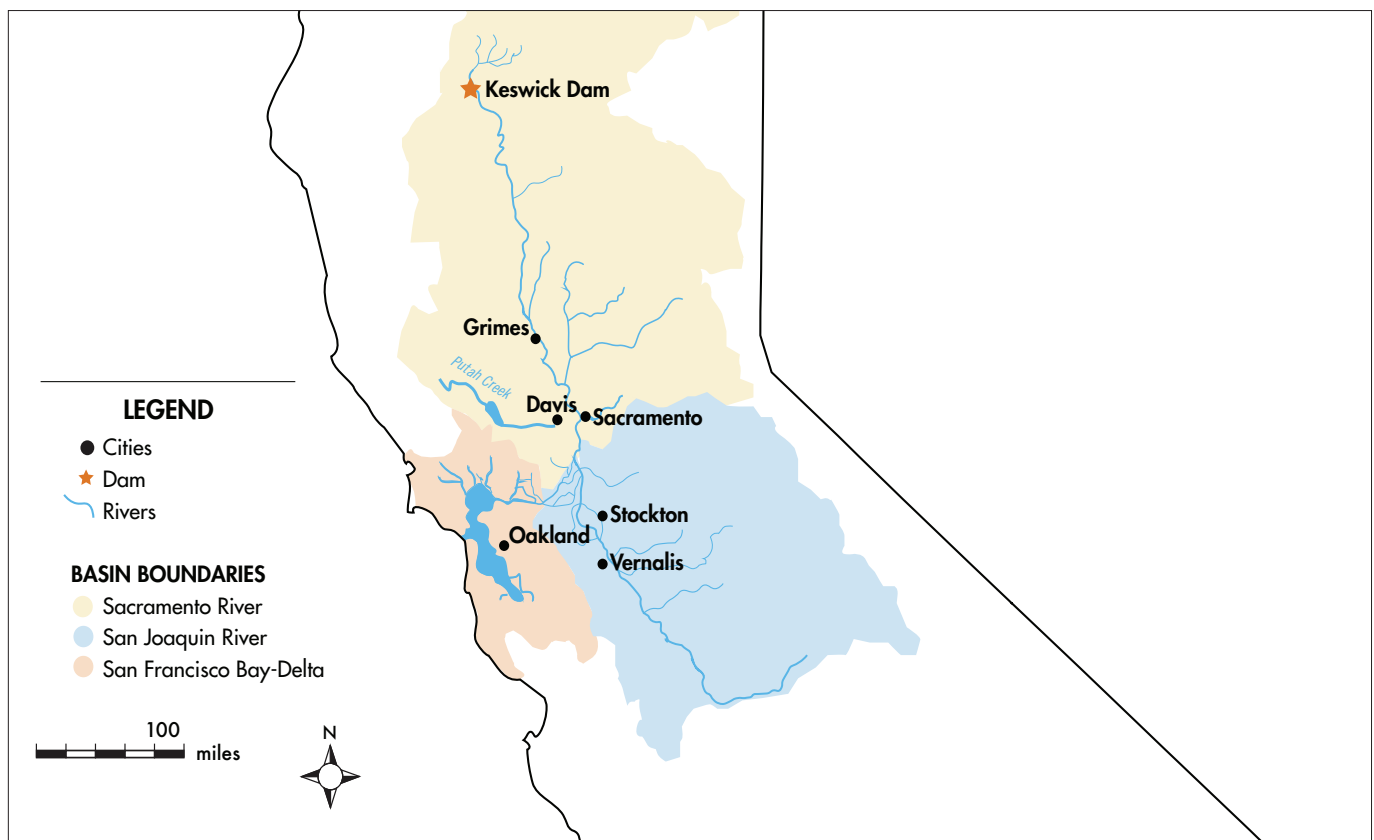 Keswick Dam
Grimes
Putah Creek
Davis
Sacramento
Stockton
Oakland
Vernalis
LEGEND
Cities
Dam
Rivers
BASIN BOUNDARIES
Sacramento River
San Joaquin River
San Francisco Bay-Delta
100
miles
N